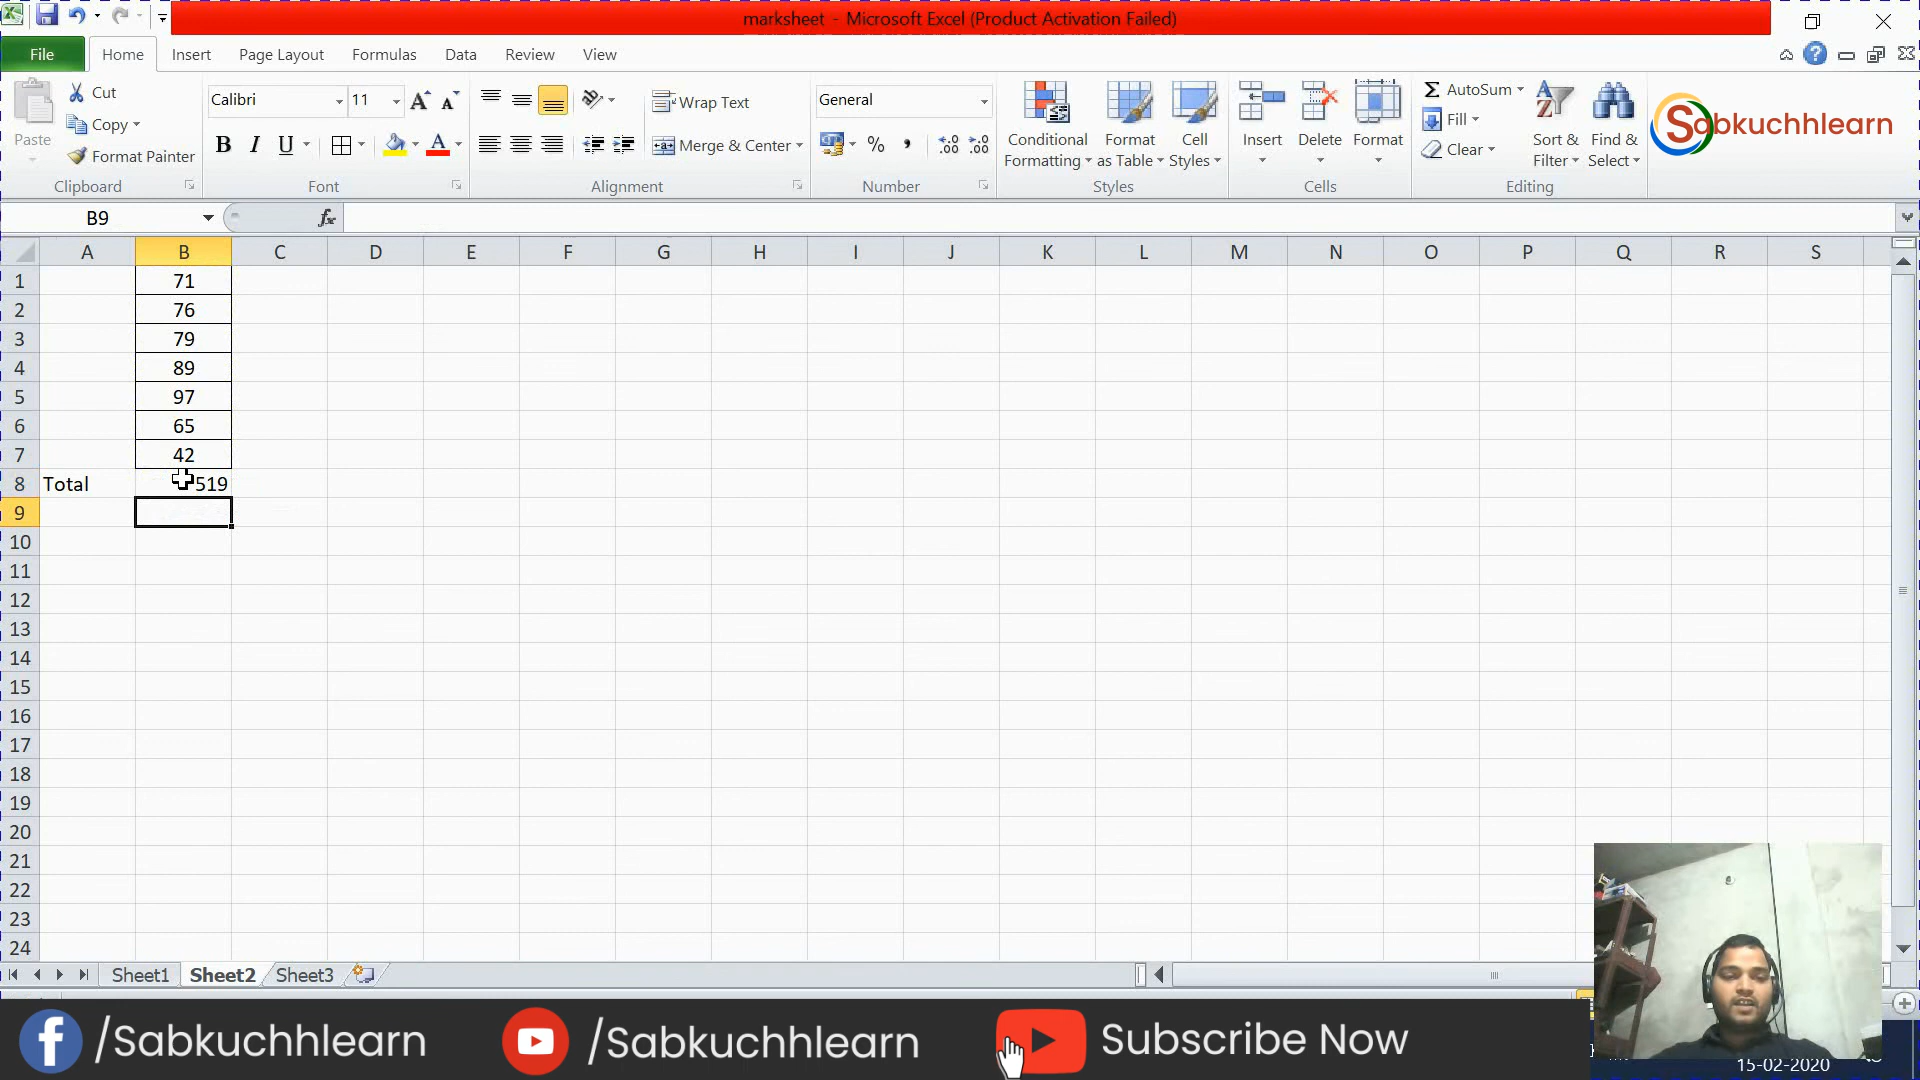 marksheet - Microsoft Excel (Product Activation Failed)
File Home Insert Page Layout Formulas Data Review View
Paste Cut Copy Format Painter Clipboard
Calibri 11 B I U A Font
Wrap Text Merge & Center Alignment
General % Number
Conditional Formatting Format as Table Cell Styles Styles
Insert Delete Format Cells
AutoSum Fill Clear Sort & Filter Find & Select Editing
Sabkuchhlearn
B9 fx
A B C D E F G H I J K L M N O P Q R S
1 71
2 76
3 79
4 89
5 97
6 65
7 42
8 Total 519
9
10
11
12
13
14
15
16
17
18
19
20
21
22
23
24
Sheet1 Sheet2 Sheet3
/Sabkuchhlearn /Sabkuchhlearn Subscribe Now
15-02-2020